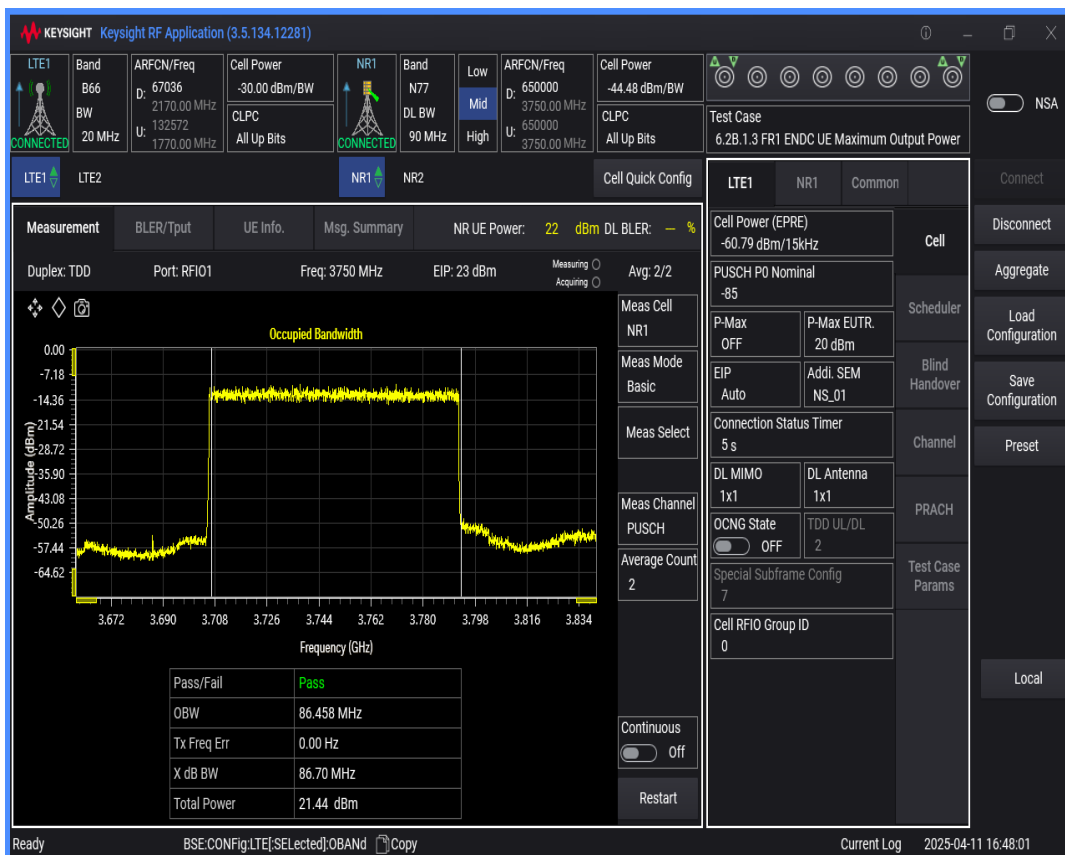 KEYSIGHT Keysight RF Application (3.5.134.12281)
LTE1
CONNECTED
Band
B66
BW
20 MHz
ARFCN/Freq
D: 67036
2170.00 MHz
U: 132572
1770.00 MHz
Cell Power
-30.00 dBm/BW
CLPC
All Up Bits
NR1
CONNECTED
Band
N77
DL BW
90 MHz
Low
Mid
High
ARFCN/Freq
D: 650000
3750.00 MHz
U: 650000
3750.00 MHz
Cell Power
-44.48 dBm/BW
CLPC
All Up Bits
Test Case
6.2B.1.3 FR1 ENDC UE Maximum Output Power
NSA
LTE1 LTE2 NR1 NR2 Cell Quick Config
Measurement BLER/Tput UE Info. Msg. Summary NR UE Power: 22 dBm DL BLER: — %
Duplex: TDD Port: RFIO1 Freq: 3750 MHz EIP: 23 dBm Measuring
Acquiring
Avg: 2/2
Occupied Bandwidth
Amplitude (dBm)
0.00
-7.18
-14.36
-21.54
-28.72
-35.90
-43.08
-50.26
-57.44
-64.62
3.672 3.690 3.708 3.726 3.744 3.762 3.780 3.798 3.816 3.834
Frequency (GHz)
Pass/Fail Pass
OBW 86.458 MHz
Tx Freq Err 0.00 Hz
X dB BW 86.70 MHz
Total Power 21.44 dBm
Meas Cell
NR1
Meas Mode
Basic
Meas Select
Meas Channel
PUSCH
Average Count
2
Continuous
Off
Restart
LTE1 NR1 Common
Cell Power (EPRE)
-60.79 dBm/15kHz
PUSCH P0 Nominal
-85
P-Max
OFF
P-Max EUTR.
20 dBm
EIP
Auto
Addi. SEM
NS_01
Connection Status Timer
5 s
DL MIMO
1x1
DL Antenna
1x1
OCNG State
OFF
TDD UL/DL
2
Special Subframe Config
7
Cell RFIO Group ID
0
Cell
Scheduler
Blind
Handover
Channel
PRACH
Test Case
Params
Connect
Disconnect
Aggregate
Load
Configuration
Save
Configuration
Preset
Local
Ready BSE:CONFig:LTE[:SELected]:OBANd Copy Current Log 2025-04-11 16:48:01